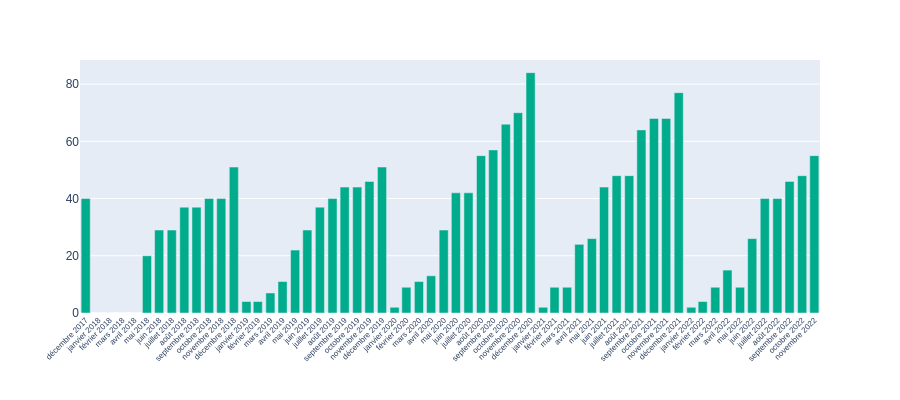 80
60
40
20
0
décembre 2017
janvier 2018
février 2018
mars 2018
avril 2018
mai 2018
juin 2018
juillet 2018
août 2018
septembre 2018
octobre 2018
novembre 2018
décembre 2018
janvier 2019
février 2019
mars 2019
avril 2019
mai 2019
juin 2019
juillet 2019
août 2019
septembre 2019
octobre 2019
novembre 2019
décembre 2019
janvier 2020
février 2020
mars 2020
avril 2020
mai 2020
juin 2020
juillet 2020
août 2020
septembre 2020
octobre 2020
novembre 2020
décembre 2020
janvier 2021
février 2021
mars 2021
avril 2021
mai 2021
juin 2021
juillet 2021
août 2021
septembre 2021
octobre 2021
novembre 2021
décembre 2021
janvier 2022
février 2022
mars 2022
avril 2022
mai 2022
juin 2022
juillet 2022
août 2022
septembre 2022
octobre 2022
novembre 2022